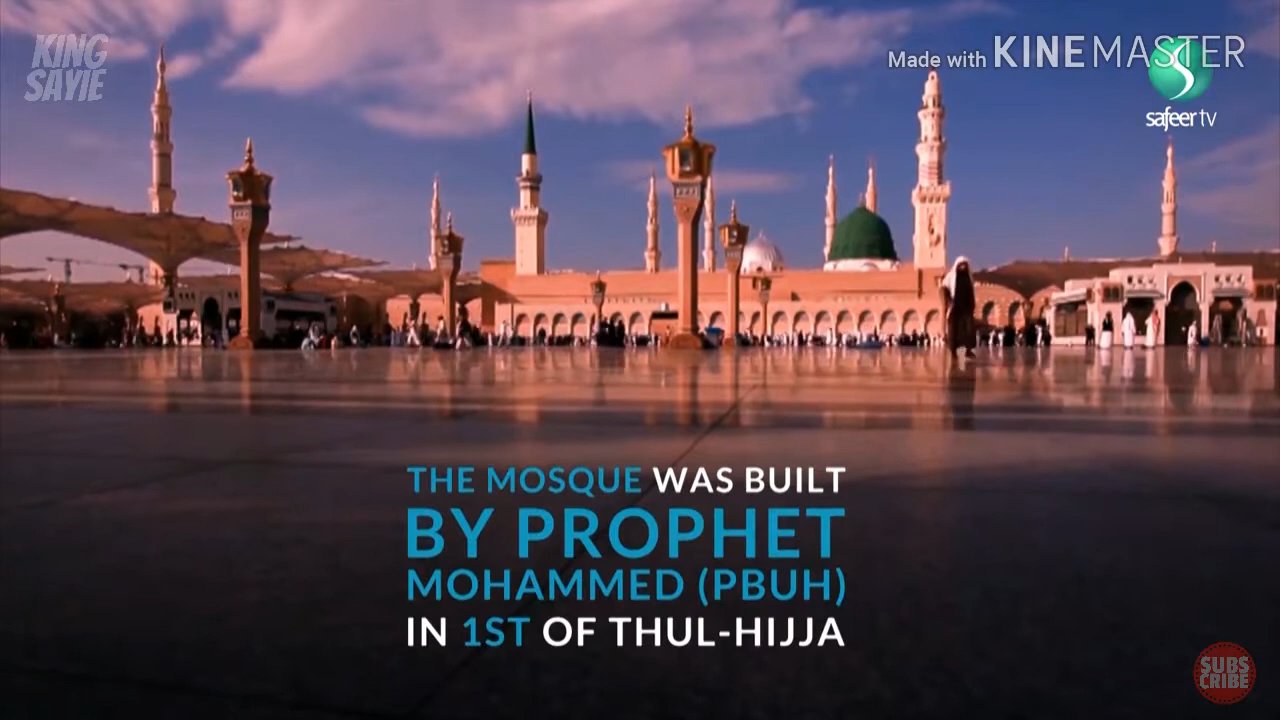 KING
SAYIE
Made with KINEMASTER
safeer tv
THE MOSQUE WAS BUILT
BY PROPHET
MOHAMMED (PBUH)
IN 1ST OF THUL-HIJJA
SUBS
CRIBE